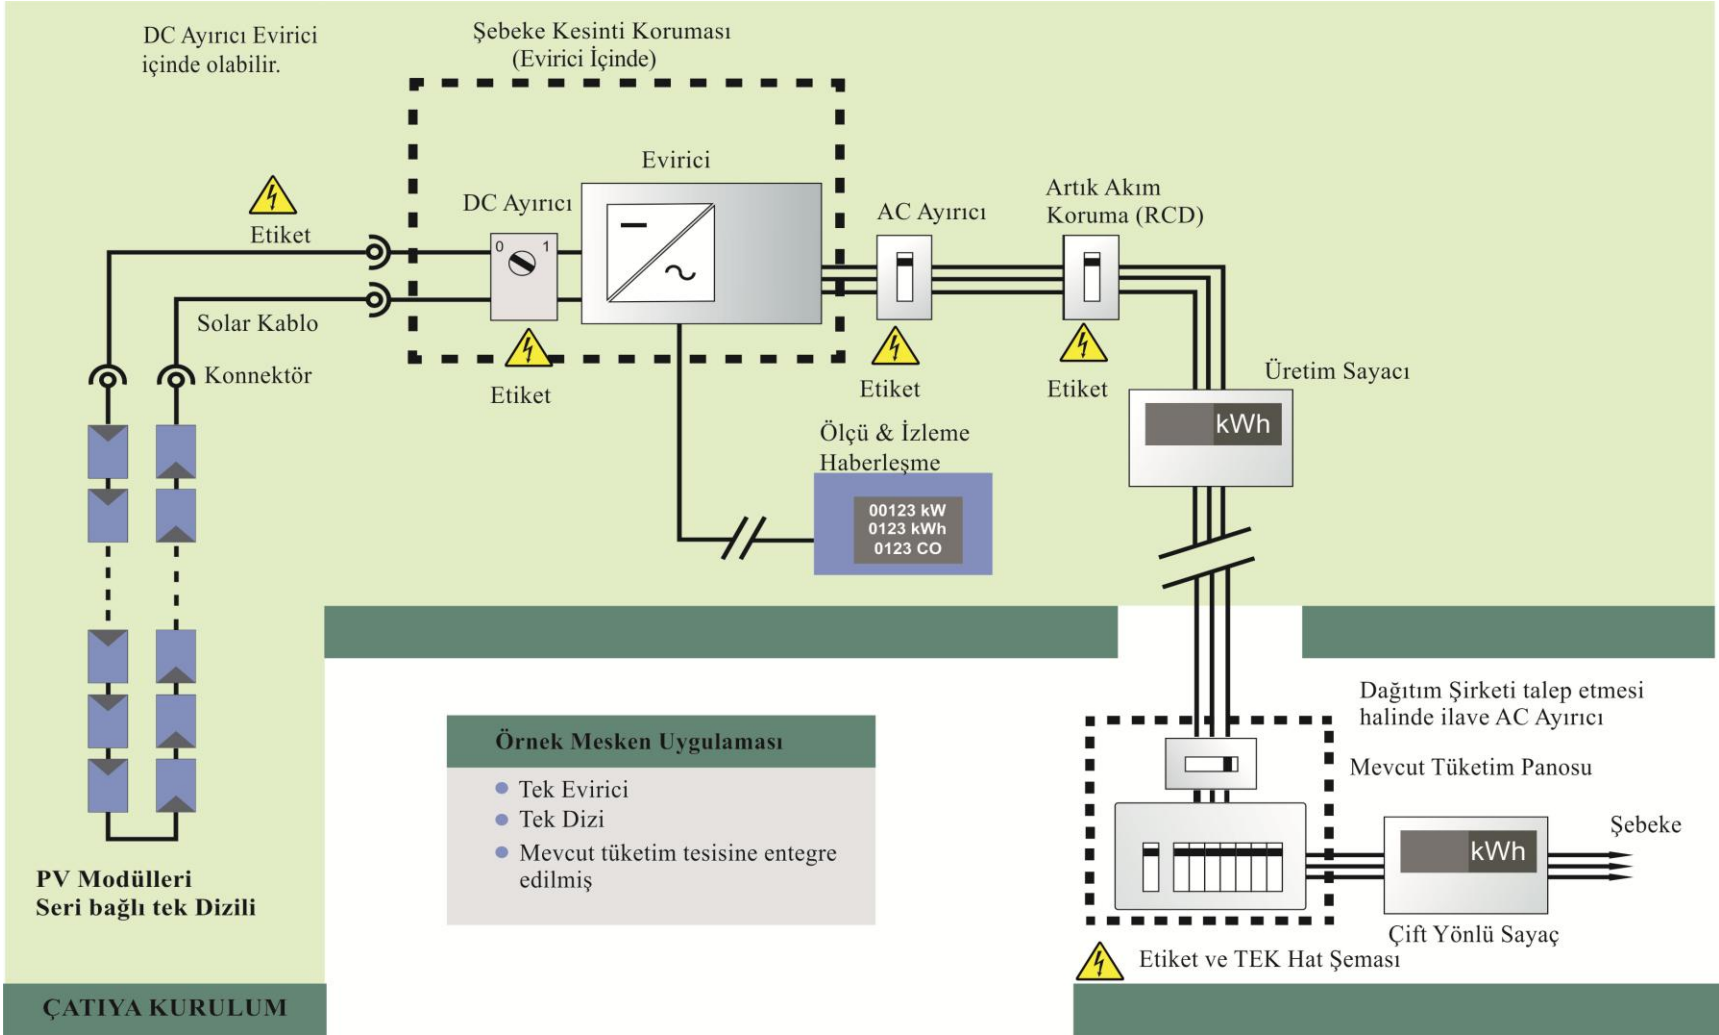 DC Ayırıcı Evirici
içinde olabilir.
Şebeke Kesinti Koruması
(Evirici İçinde)
Evirici
DC Ayırıcı
0 1
Etiket
Etiket
AC Ayırıcı
Etiket
Artık Akım
Koruma (RCD)
Etiket
Solar Kablo
Konnektör
Üretim Sayacı
kWh
Ölçü & İzleme
Haberleşme
00123 kW
0123 kWh
0123 CO
PV Modülleri
Seri bağlı tek Dizili
ÇATIYA KURULUM
Örnek Mesken Uygulaması
Tek Evirici
Tek Dizi
Mevcut tüketim tesisine entegre
edilmiş
Dağıtım Şirketi talep etmesi
halinde ilave AC Ayırıcı
Mevcut Tüketim Panosu
kWh
Şebeke
Çift Yönlü Sayaç
Etiket ve TEK Hat Şeması